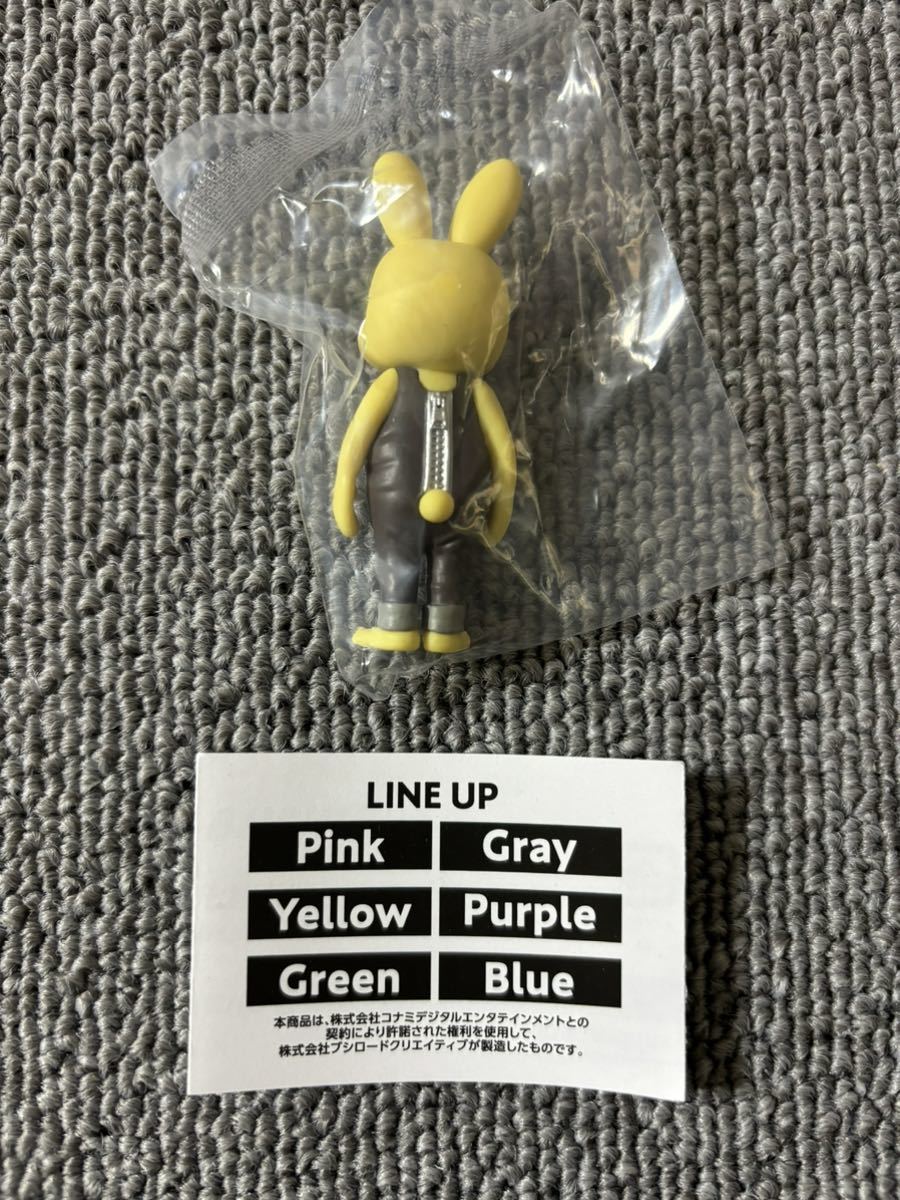 LINE UP
Pink Gray
Yellow Purple
Green Blue
本商品は、株式会社コナミデジタルエンタテインメントとの
契約により許諾された権利を使用して、
株式会社ブシロードクリエイティブが製造したものです。